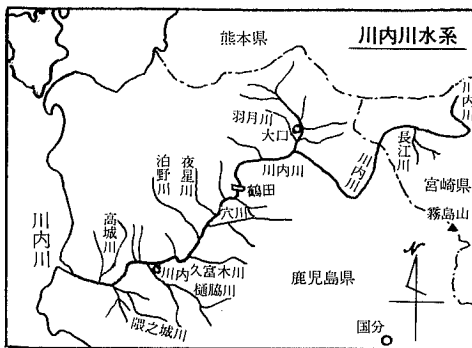 川内川水系
熊本県
羽月川
大口
川内川
長江川
川内川
川内川
宮崎県
霧島山
泊野川
夜星川
鶴田
穴川
高城川
川内川
川内
久富木川
樋脇川
隈之城川
鹿児島県
国分
N